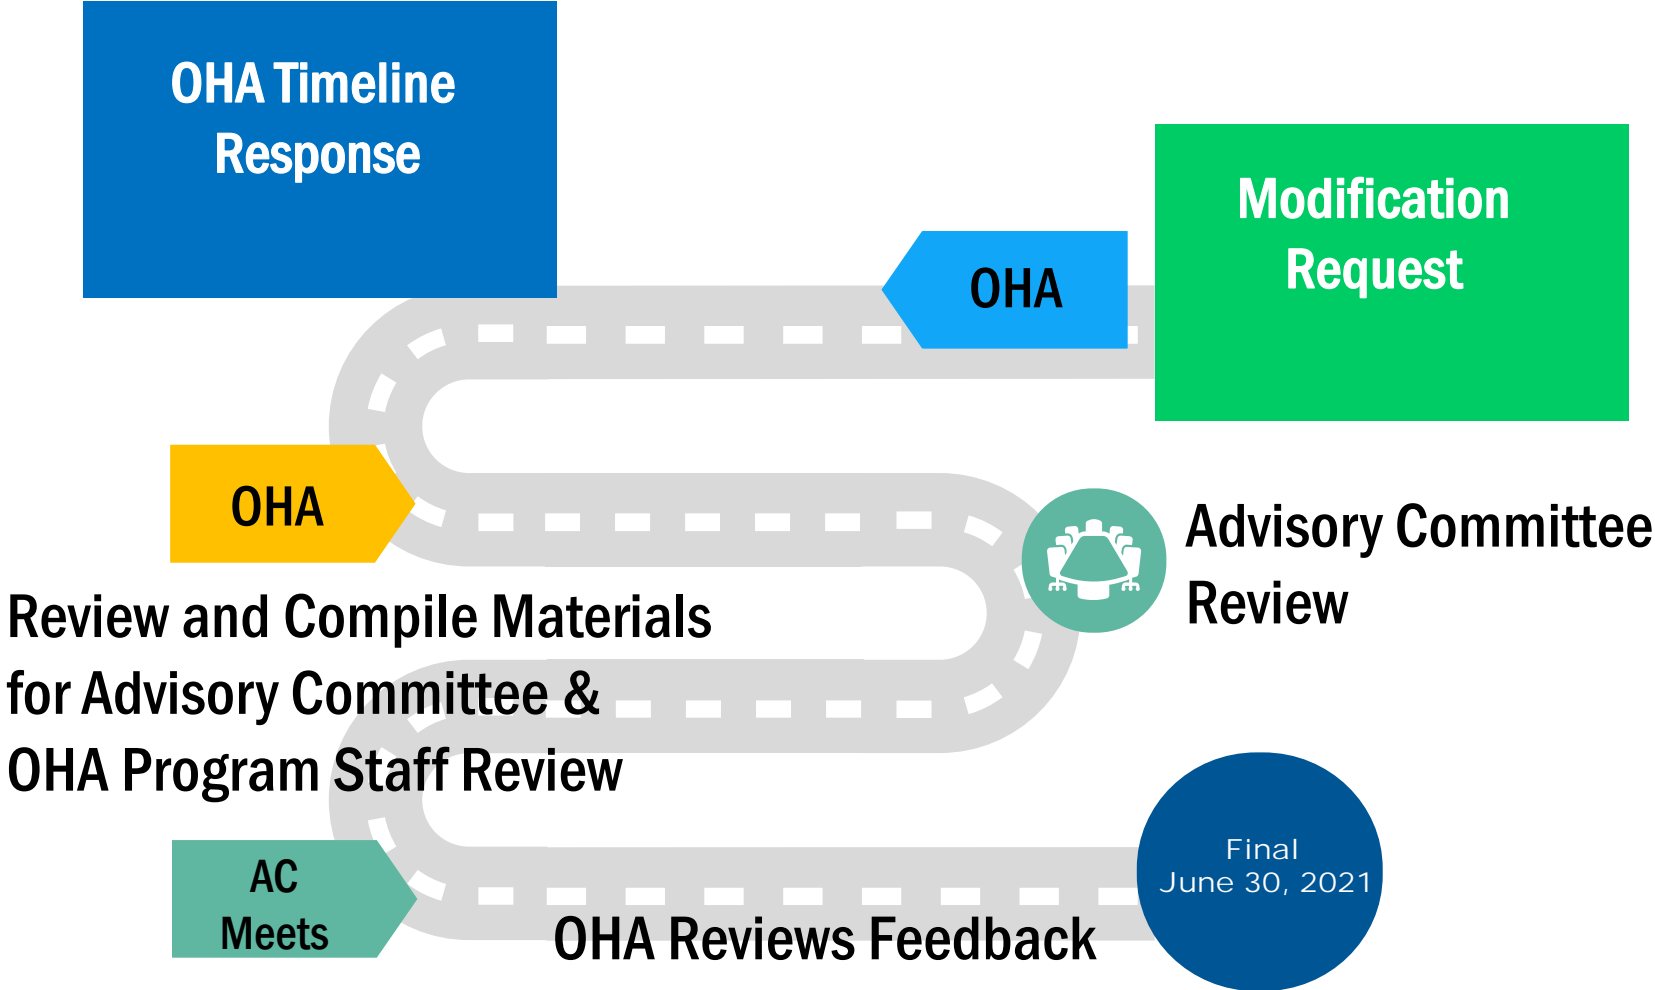 OHA Timeline
Response
Modification
Request
OHA
OHA
Advisory Committee
Review
Review and Compile Materials
for Advisory Committee &
OHA Program Staff Review
AC
Meets
OHA Reviews Feedback
Final
June 30, 2021